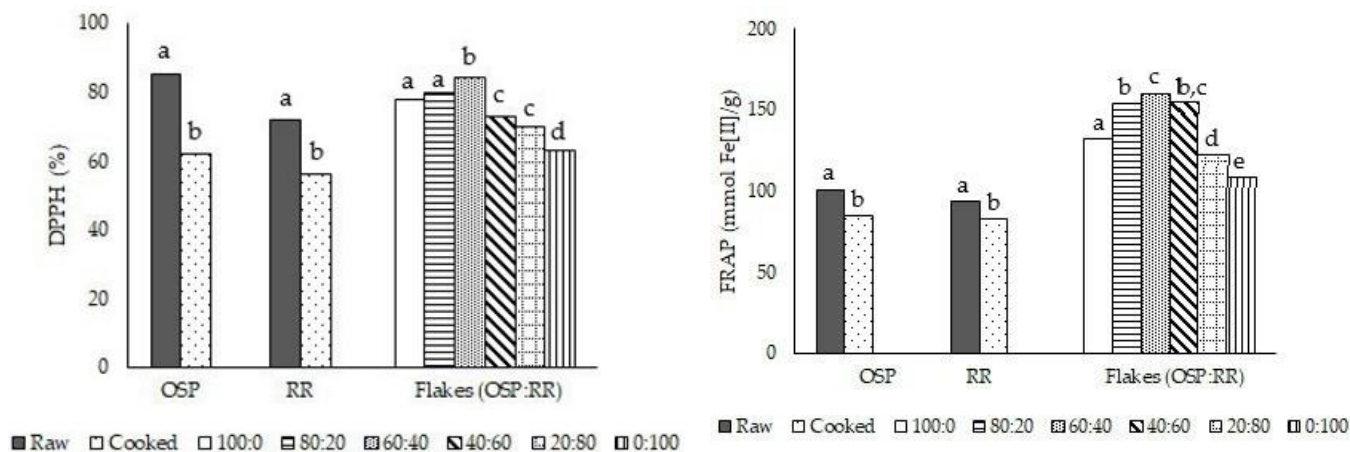 100
80
60
40
20
0
DPPH (%)
a
b
a
b
a
a
b
c
c
d
OSP
RR
Flakes (OSP:RR)
Raw Cooked 100:0 80:20 60:40 40:60 20:80 0:100
200
150
100
50
0
FRAP (mmol Fe[II]/g)
a
b
a
b
a
b
c
b,c
d
e
OSP
RR
Flakes (OSP:RR)
Raw Cooked 100:0 80:20 60:40 40:60 20:80 0:100